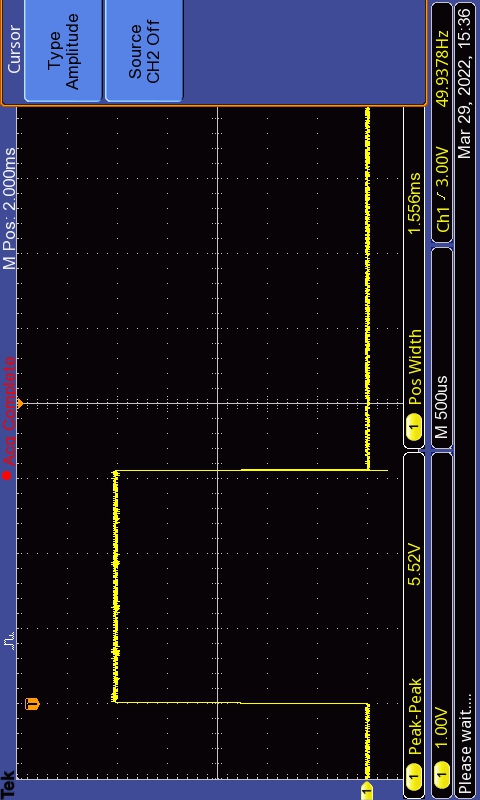 Tek
Acq Complete
M Pos: 2.000ms
Cursor
T
Type
Amplitude
Source
CH2 Off
1
1 Peak-Peak 5.52V
1 Pos Width 1.556ms
1 1.00V
M 500us
Ch1 / 3.00V 49.9378Hz
Please wait....
Mar 29, 2022, 15:36